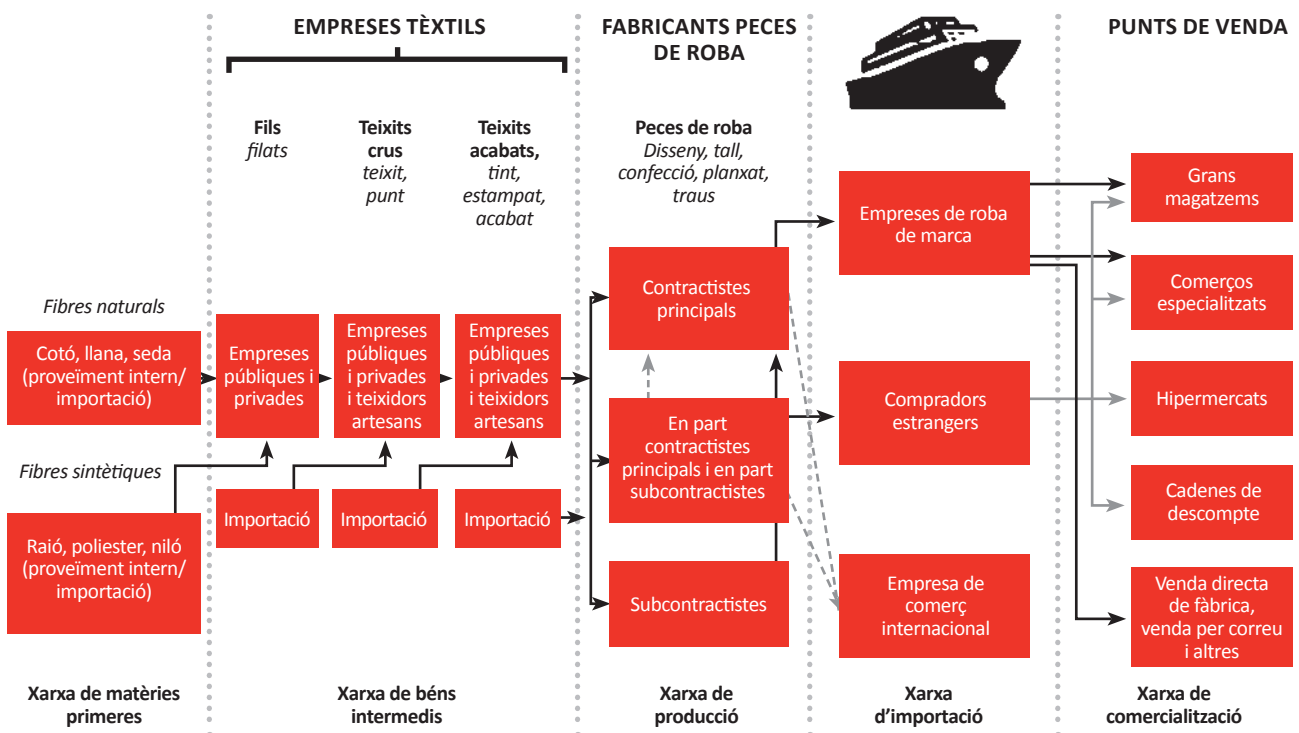 EMPRESES TÈXTILS
FABRICANTS PECES
DE ROBA
PUNTS DE VENDA
Fils
filats
Teixits
crus
teixit,
punt
Teixits
acabats,
tint,
estampat,
acabat
Peces de roba
Disseny, tall,
confecció, planxat,
traus
Fibres naturals
Cotó, llana, seda
(proveïment intern/
importació)
Fibres sintètiques
Raió, poliester, niló
(proveïment intern/
importació)
Empreses
públiques i
privades
Empreses
públiques
i privades
i teixidors
artesans
Empreses
públiques
i privades
i teixidors
artesans
Importació
Importació
Importació
Contractistes
principals
En part
contractistes
principals i en part
subcontractistes
Subcontractistes
Empreses de roba
de marca
Compradors
estrangers
Empresa de
comerç
internacional
Grans
magatzems
Comerços
especialitzats
Hipermercats
Cadenes de
descompte
Venda directa
de fàbrica,
venda per correu
i altres
Xarxa de matèries
primeres
Xarxa de béns
intermedis
Xarxa de
producció
Xarxa
d’importació
Xarxa de
comercialització